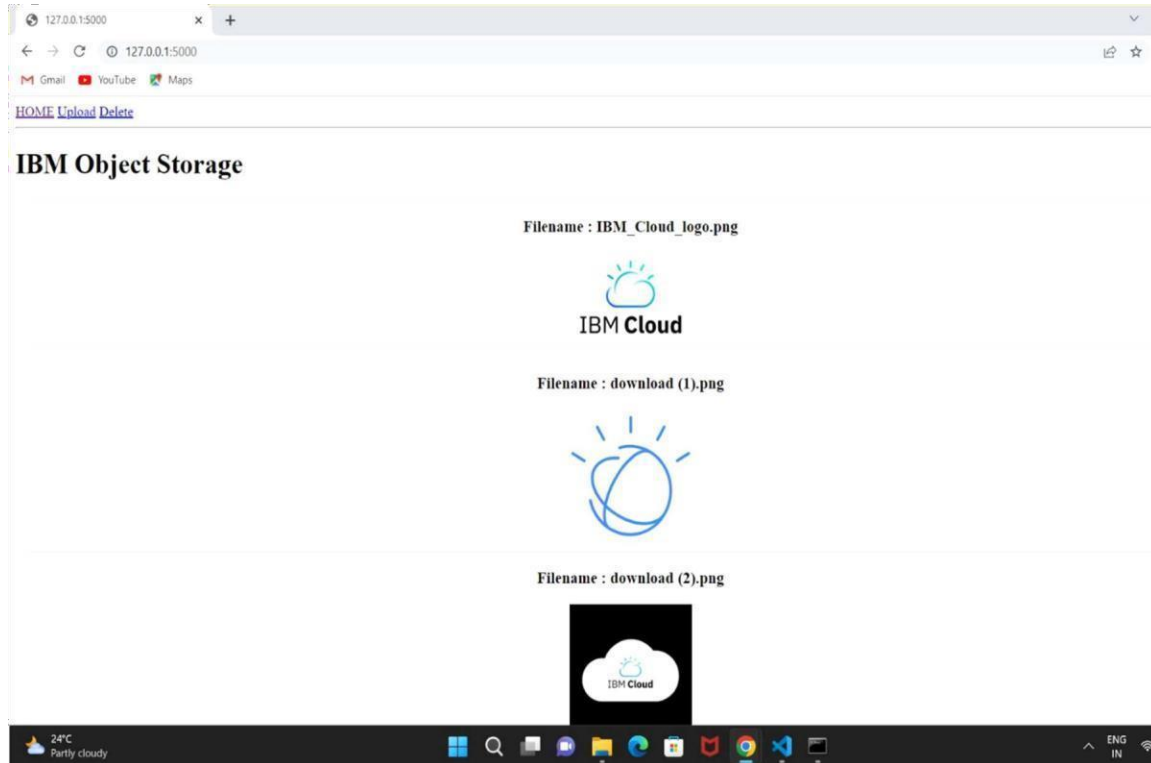 127.0.0.1:5000
127.0.0.1:5000
Gmail YouTube Maps
HOME Upload Delete
IBM Object Storage
Filename : IBM_Cloud_logo.png
IBM Cloud
Filename : download (1).png
Filename : download (2).png
IBM Cloud
24°C
Partly cloudy
ENG
IN